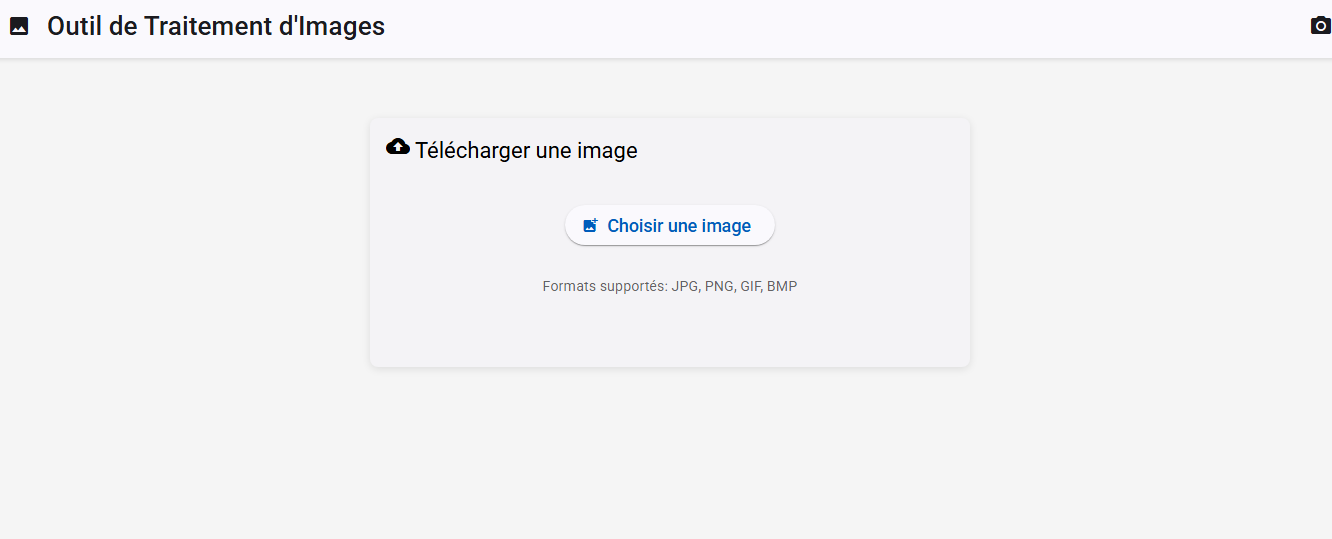 Outil de Traitement d'Images
Télécharger une image
Choisir une image
Formats supportés: JPG, PNG, GIF, BMP